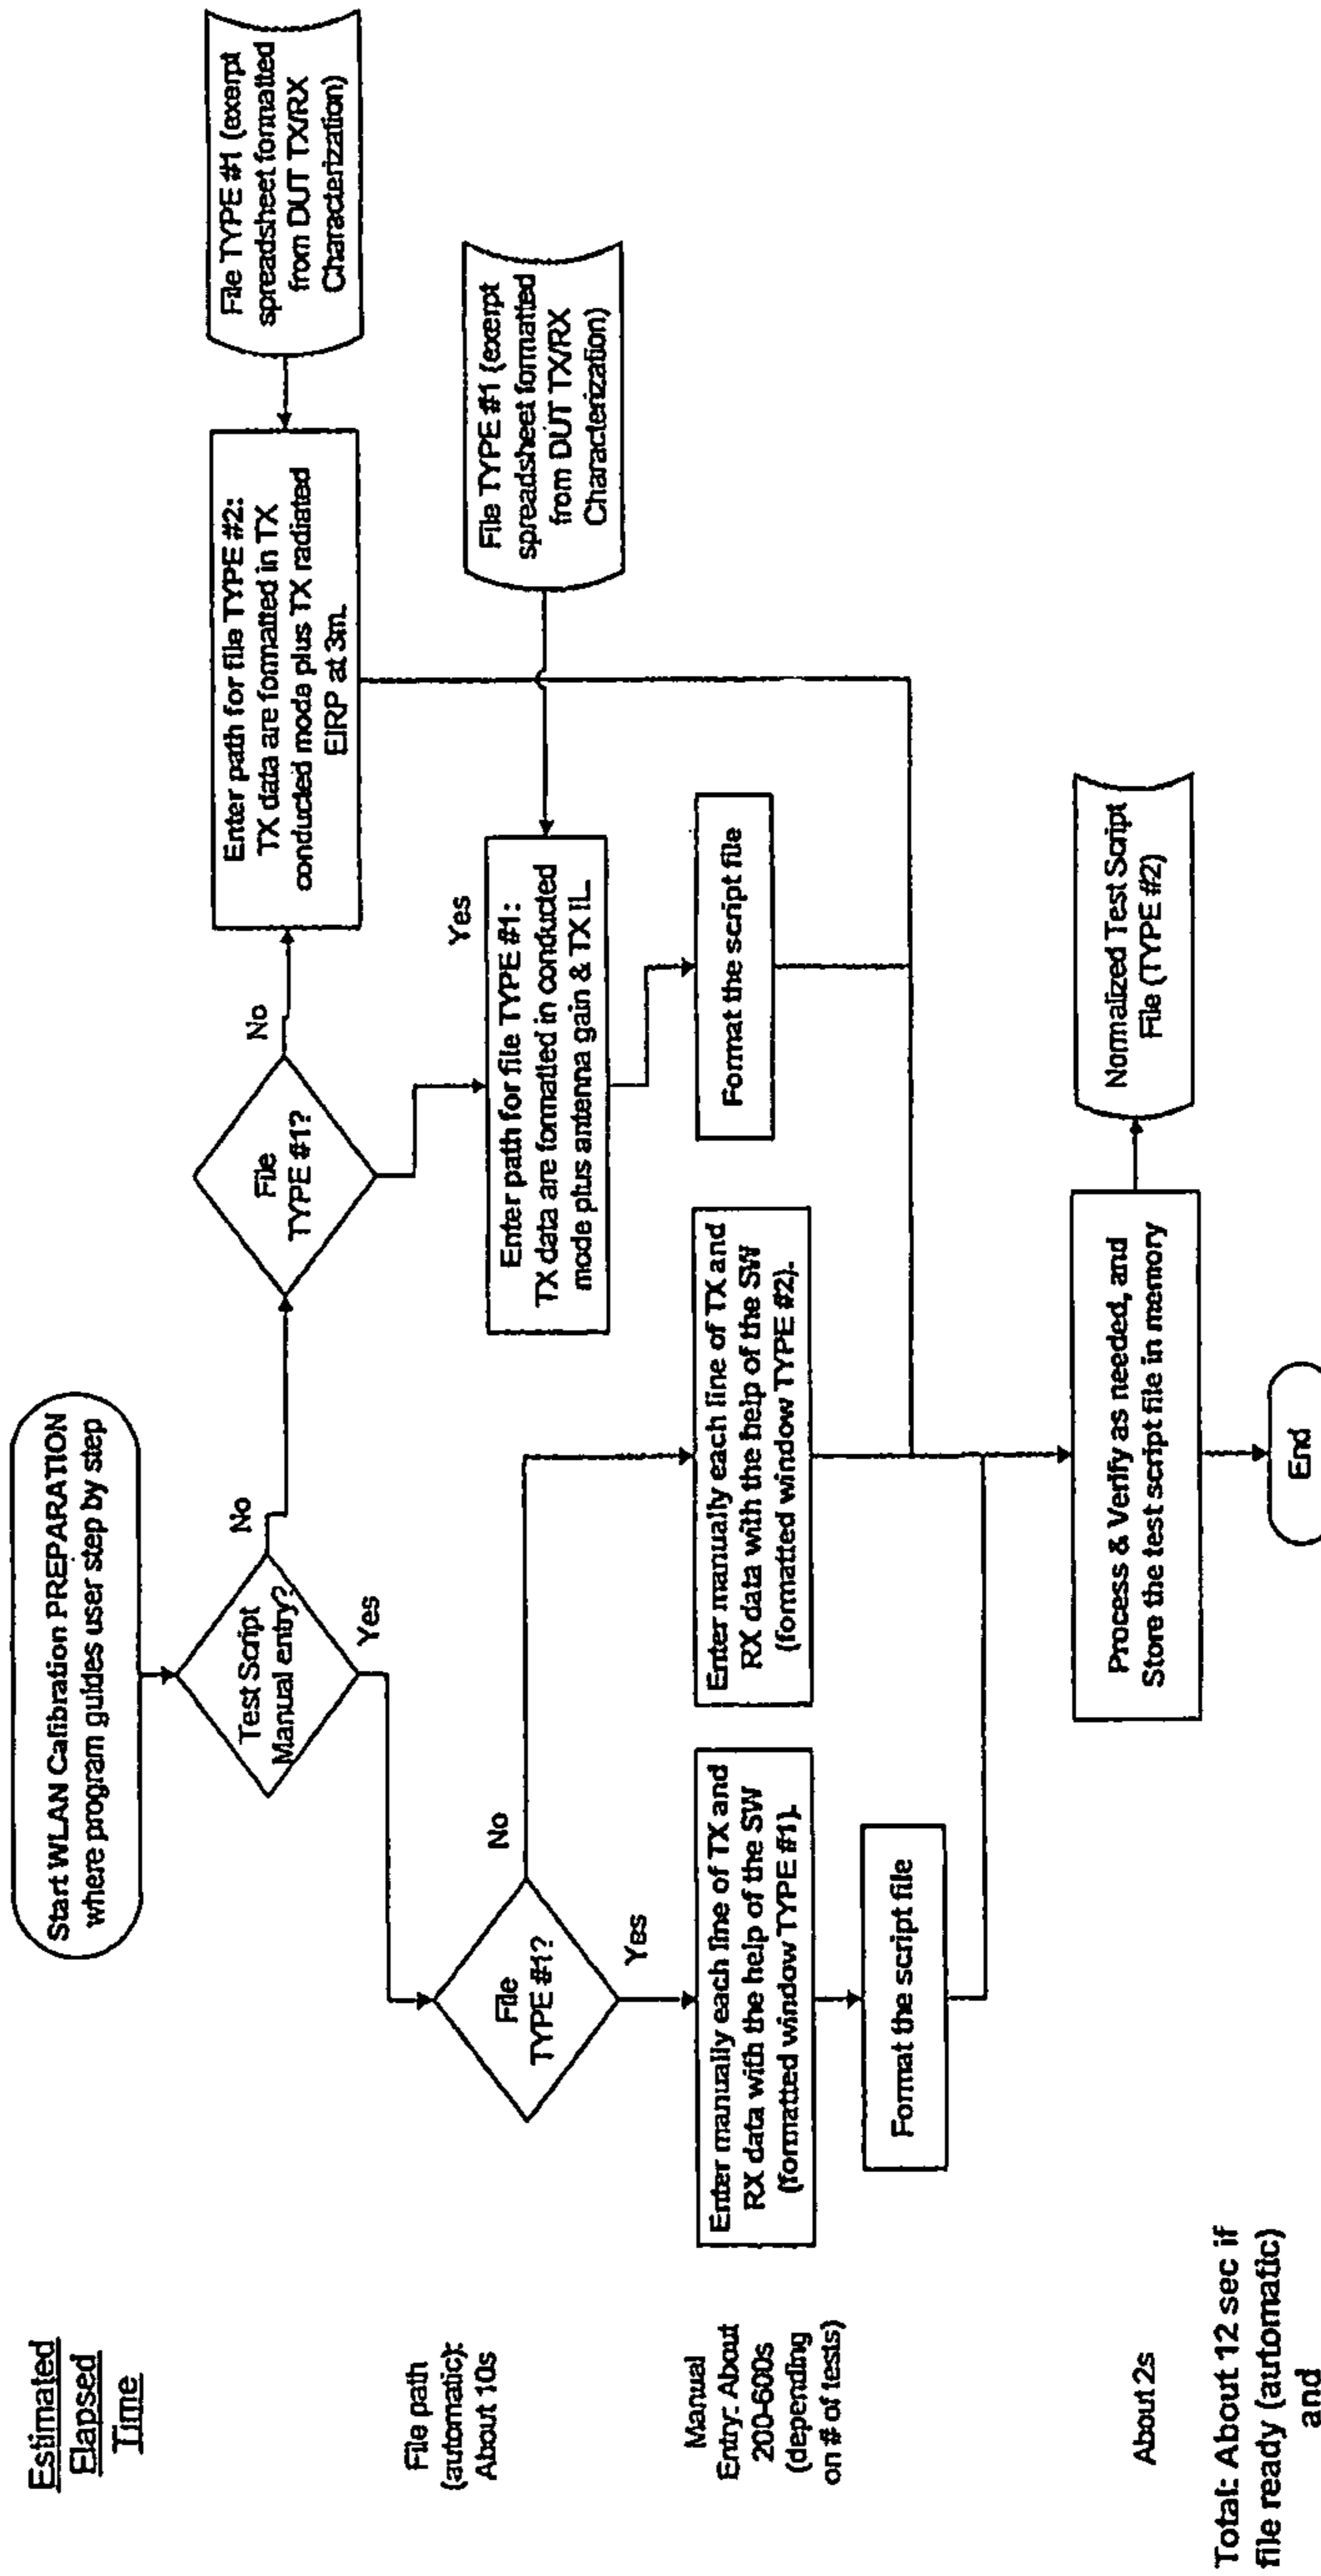 Estimated
Elapsed
Time
Start WLAN Calibration PREPARATION
where program guides user step by step
Test Script
Manual entry?
No
Yes
File
TYPE #1?
No
Yes
Enter path for file TYPE #2:
TX data are formatted in TX
conducted mode plus TX radiated
EIRP at 3m.
File TYPE #1 (exerpt
spreadsheet formatted
from DUT TX/RX
Characterization)
File path
(automatic):
About 10s
File
TYPE #1?
No
Yes
Enter path for file TYPE #1:
TX data are formatted in conducted
mode plus antenna gain & TX IL.
File TYPE #1 (exerpt
spreadsheet formatted
from DUT TX/RX
Characterization)
Manual
Entry: About
200-600s
(depending
on # of tests)
Enter manually each line of TX and
RX data with the help of the SW
(formatted window TYPE #1).
Enter manually each line of TX and
RX data with the help of the SW
(formatted window TYPE #2).
Format the script file
Format the script file
About 2s
Process & Verify as needed, and
Store the test script file in memory
Normalized Test Script
File (TYPE #2)
End
Total: About 12 sec if
file ready (automatic)
and